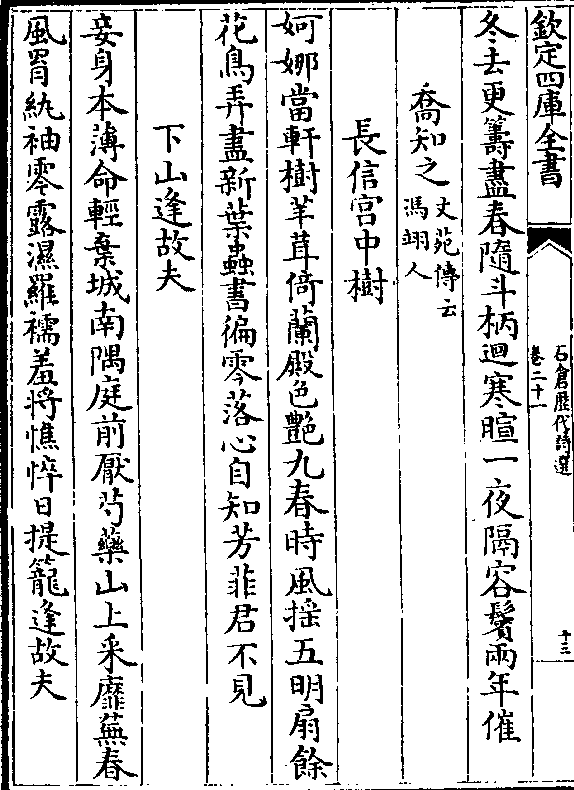 欽定四庫全書
石倉歷代詩選
卷二十一
十三
冬去更籌盡春隨斗柄迴寒暄一夜隔容鬢兩年催
喬知之
文苑傳云
馮翊人
長信宮中樹
婀娜當軒樹芊茸倚蘭殿色艶九春時風揺五明扇餘
花鳥弄盡新葉蟲書徧零落心自知芳菲君不見
下山逢故夫
妾身本薄命輕棄城南隅庭前厭芍藥山上采蘼蕪春
風罥紈袖零露濕羅襦羞將憔悴日提籠逢故夫